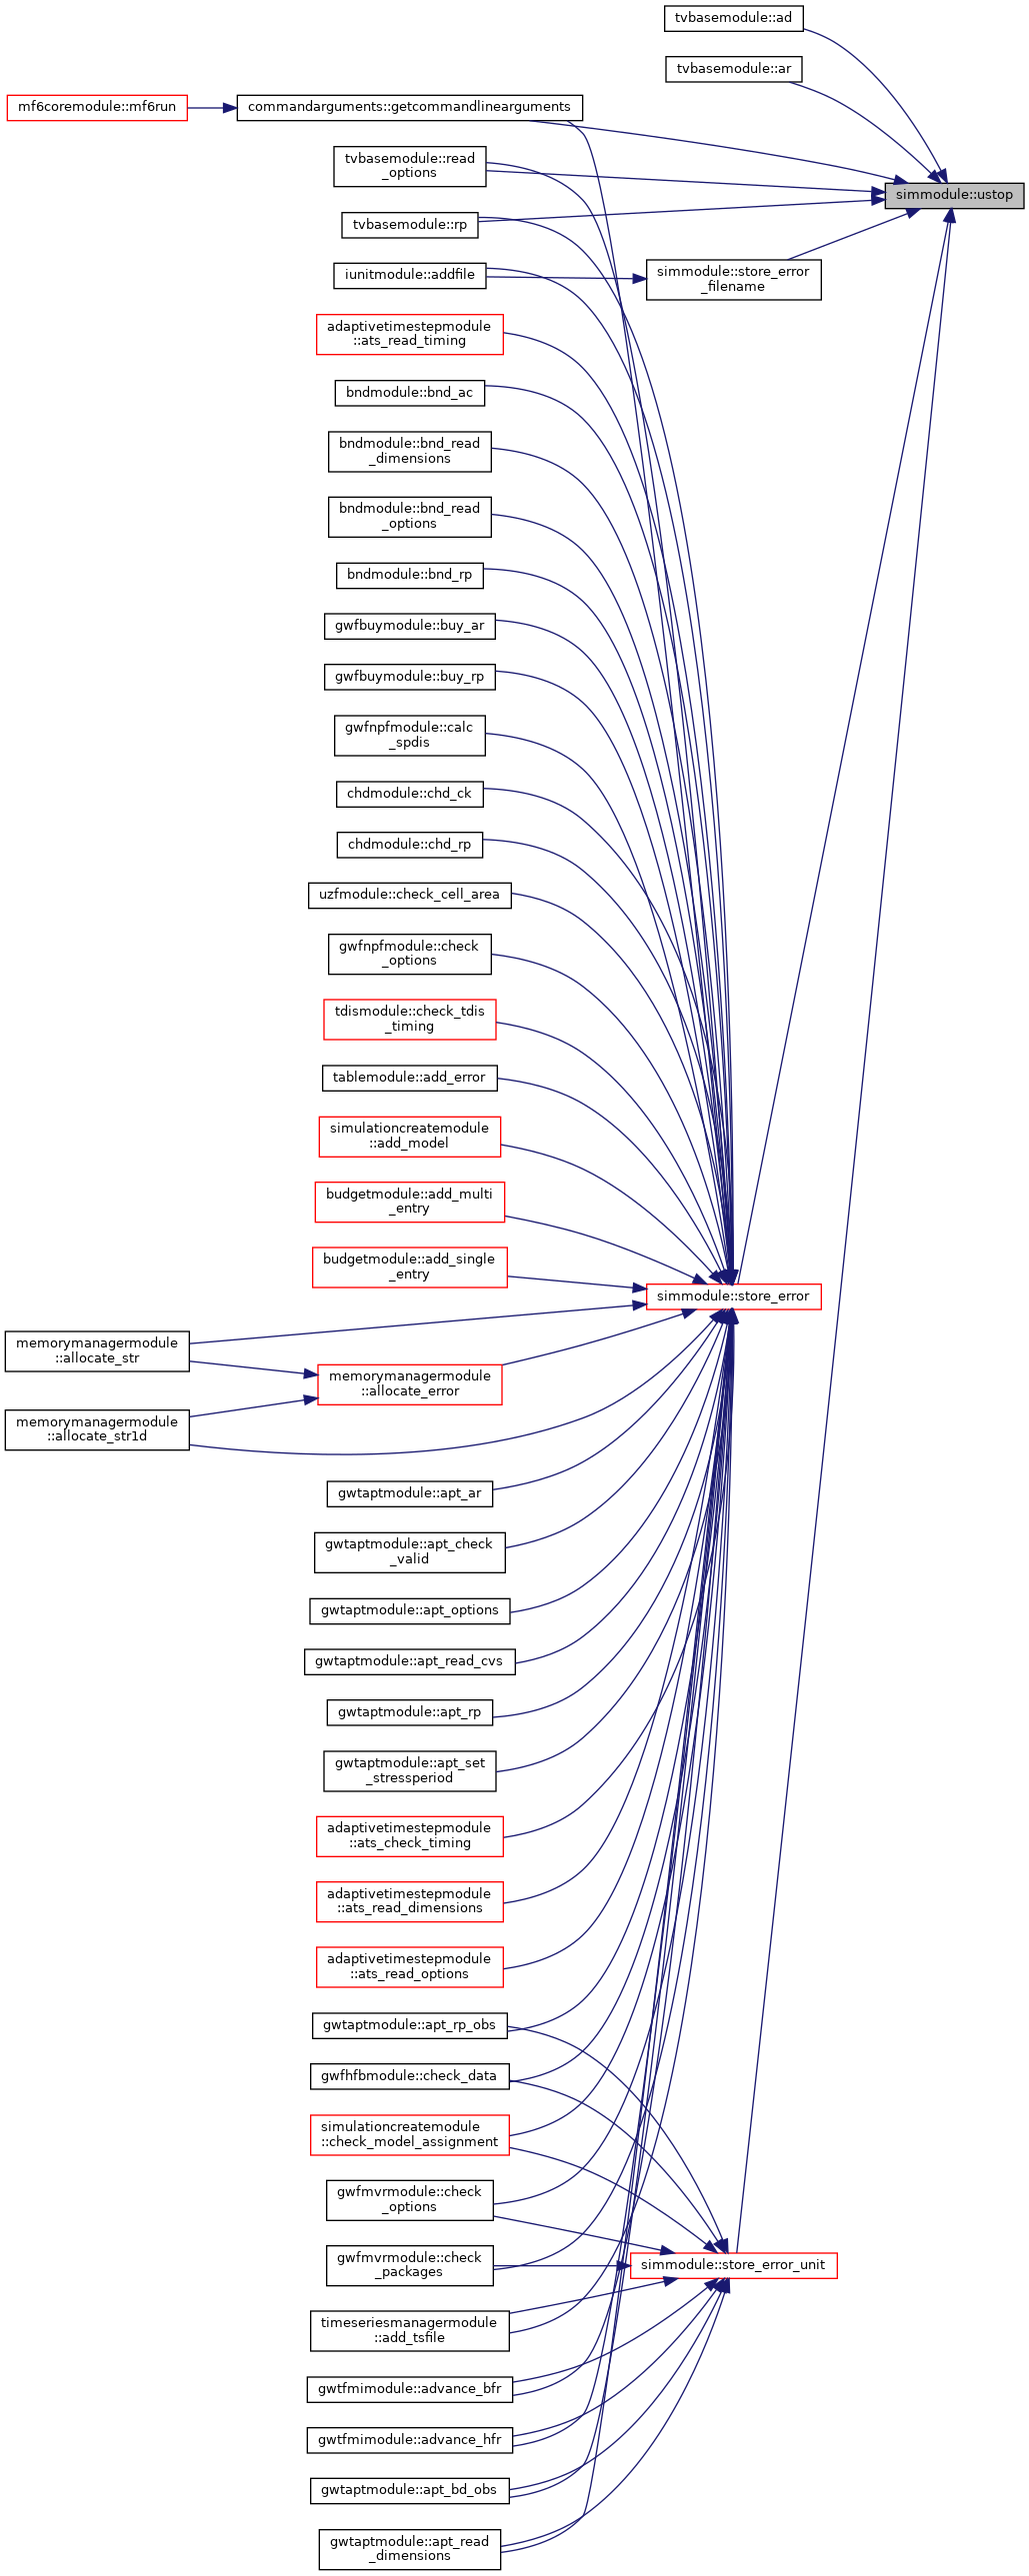 tvbasemodule::ad
tvbasemodule::ar
mf6coremodule::mf6run
commandarguments::getcommandlinearguments
tvbasemodule::read
_options
simmodule::ustop
tvbasemodule::rp
iunitmodule::addfile
simmodule::store_error
_filename
adaptivetimestepmodule
::ats_read_timing
bndmodule::bnd_ac
bndmodule::bnd_read
_dimensions
bndmodule::bnd_read
_options
bndmodule::bnd_rp
gwfbuymodule::buy_ar
gwfbuymodule::buy_rp
gwfnpfmodule::calc
_spdis
chdmodule::chd_ck
chdmodule::chd_rp
uzfmodule::check_cell_area
gwfnpfmodule::check
_options
tdismodule::check_tdis
_timing
tablemodule::add_error
simulationcreatemodule
::add_model
budgetmodule::add_multi
_entry
budgetmodule::add_single
_entry
simmodule::store_error
memorymanagermodule
::allocate_str
memorymanagermodule
::allocate_error
memorymanagermodule
::allocate_str1d
gwtaptmodule::apt_ar
gwtaptmodule::apt_check
_valid
gwtaptmodule::apt_options
gwtaptmodule::apt_read_cvs
gwtaptmodule::apt_rp
gwtaptmodule::apt_set
_stressperiod
adaptivetimestepmodule
::ats_check_timing
adaptivetimestepmodule
::ats_read_dimensions
adaptivetimestepmodule
::ats_read_options
gwtaptmodule::apt_rp_obs
gwfhfbmodule::check_data
simulationcreatemodule
::check_model_assignment
gwfmvrmodule::check
_options
gwfmvrmodule::check
_packages
simmodule::store_error_unit
timeseriesmanagermodule
::add_tsfile
gwtfmimodule::advance_bfr
gwtfmimodule::advance_hfr
gwtaptmodule::apt_bd_obs
gwtaptmodule::apt_read
_dimensions